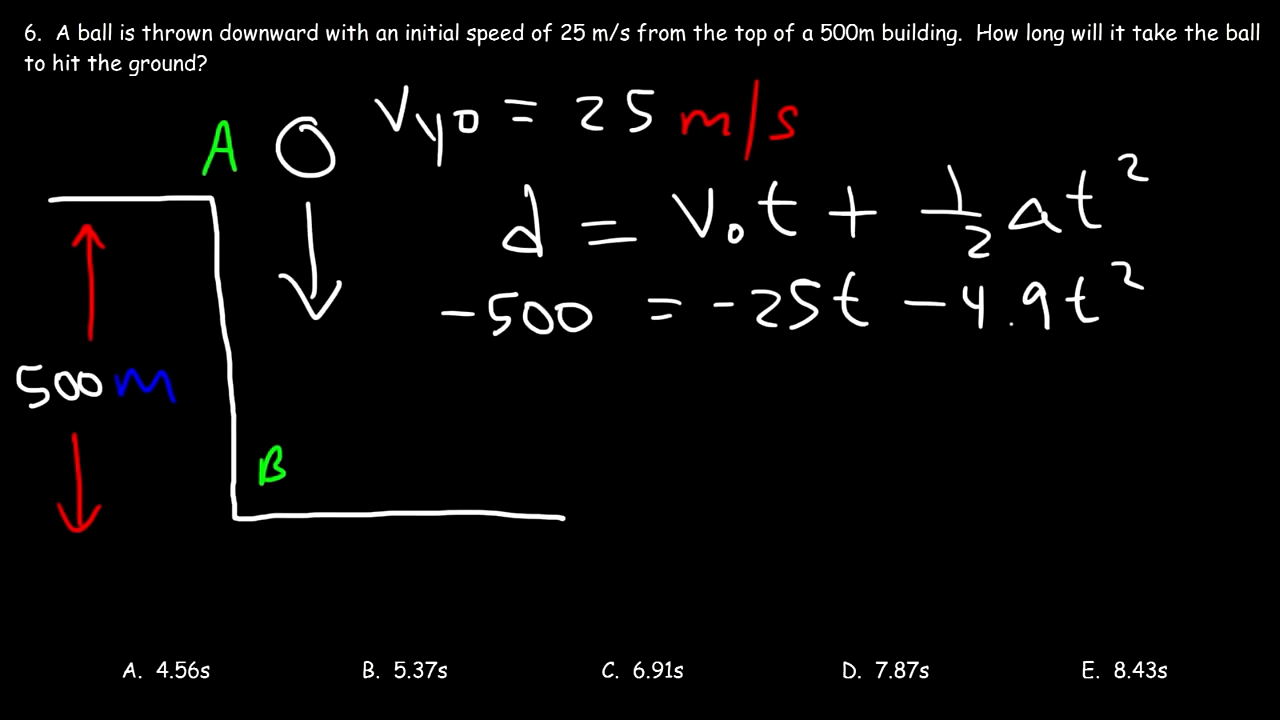 6. A ball is thrown downward with an initial speed of 25 m/s from the top of a 500m building. How long will it take the ball
to hit the ground?
A
Vy0 = 25 m/s
d = V₀t + 1/2 at²
-500 = -25t - 4.9t²
500m
B
A. 4.56s B. 5.37s C. 6.91s D. 7.87s E. 8.43s